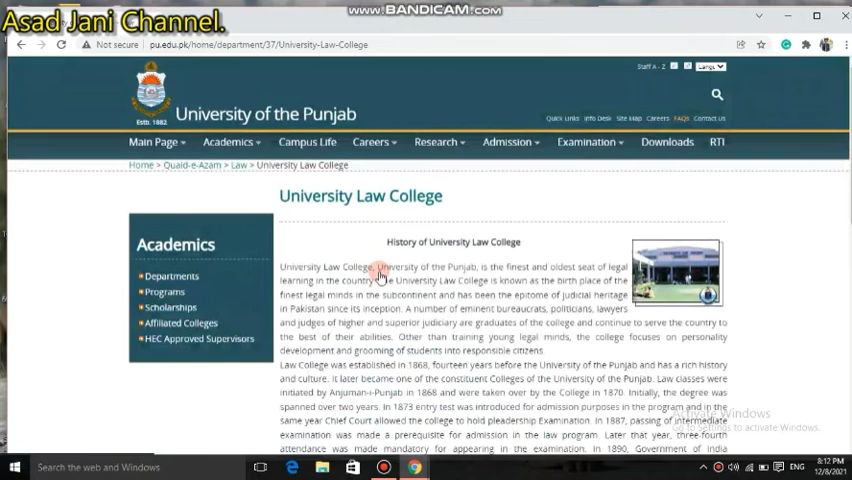 Asad Jani Channel.
WWW.BANDICAM.COM
Not secure | pu.edu.pk/home/department/37/University-Law-College
Staff A - Z
Langu
University of the Punjab
Estb. 1882
Quick Links Info Desk Site Map Careers FAQs Contact Us
Main Page Academics Campus Life Careers Research Admission Examination Downloads RTI
Home > Quaid-e-Azam > Law > University Law College
University Law College
Academics
Departments
Programs
Scholarships
Affiliated Colleges
HEC Approved Supervisors
History of University Law College
University Law College, University of the Punjab, is the finest and oldest seat of legal
learning in the country. The University Law College is known as the birth place of the
finest legal minds in the subcontinent and has been the epitome of judicial heritage
in Pakistan since its inception. A number of eminent bureaucrats, politicians, lawyers
and judges of higher and superior judiciary are graduates of the college and continue to serve the country to
the best of their abilities. Other than training young legal minds, the college focuses on personality
development and grooming of students into responsible citizens.
Law College was established in 1868, fourteen years before the University of the Punjab and has a rich history
and culture. It later became one of the constituent Colleges of the University of the Punjab. Law classes were
initiated by Anjuman-i-Punjab in 1868 and were taken over by the College in 1870. Initially, the degree was
spanned over two years. In 1873 entry test was introduced for admission purposes in the program and in the
same year Chief Court allowed the college to hold pleadership Examination. In 1887, passing of intermediate
examination was made a prerequisite for admission in the law program. Later that year, three-fourth
attendance was made mandatory for appearing in the examination. In 1890, Government of India
Activate Windows
Go to Settings to activate Windows.
Search the web and Windows
ENG
8:12 PM
12/8/2021